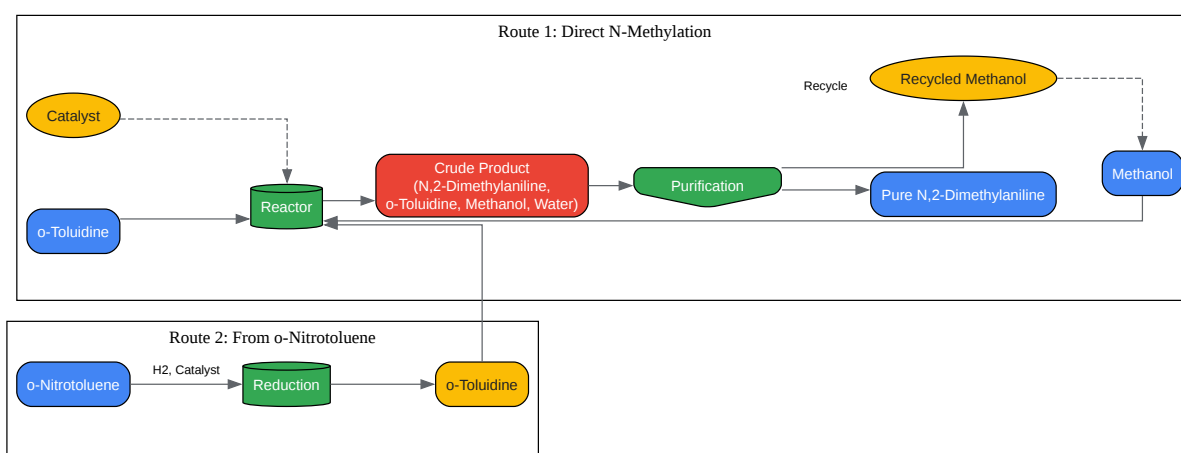 Route 1: Direct N-Methylation
Recycled Methanol
Recycle
Catalyst
Crude Product
(N,2-Dimethylaniline,
o-Toluidine, Methanol, Water)
Purification
Methanol
Pure N,2-Dimethylaniline
Reactor
o-Toluidine
Route 2: From o-Nitrotoluene
o-Nitrotoluene
H2, Catalyst
Reduction
o-Toluidine